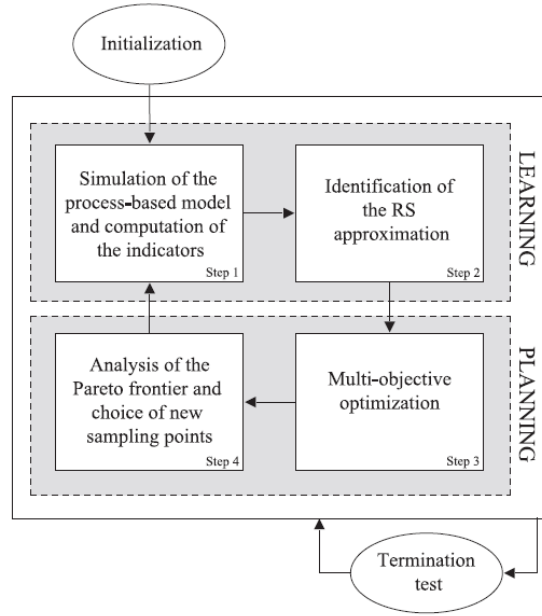 Initialization
LEARNING
Simulation of the
process-based model
and computation of
the indicators
Step 1
Identification of
the RS
approximation
Step 2
PLANNING
Analysis of the
Pareto frontier and
choice of new
sampling points
Step 4
Multi-objective
optimization
Step 3
Termination
test